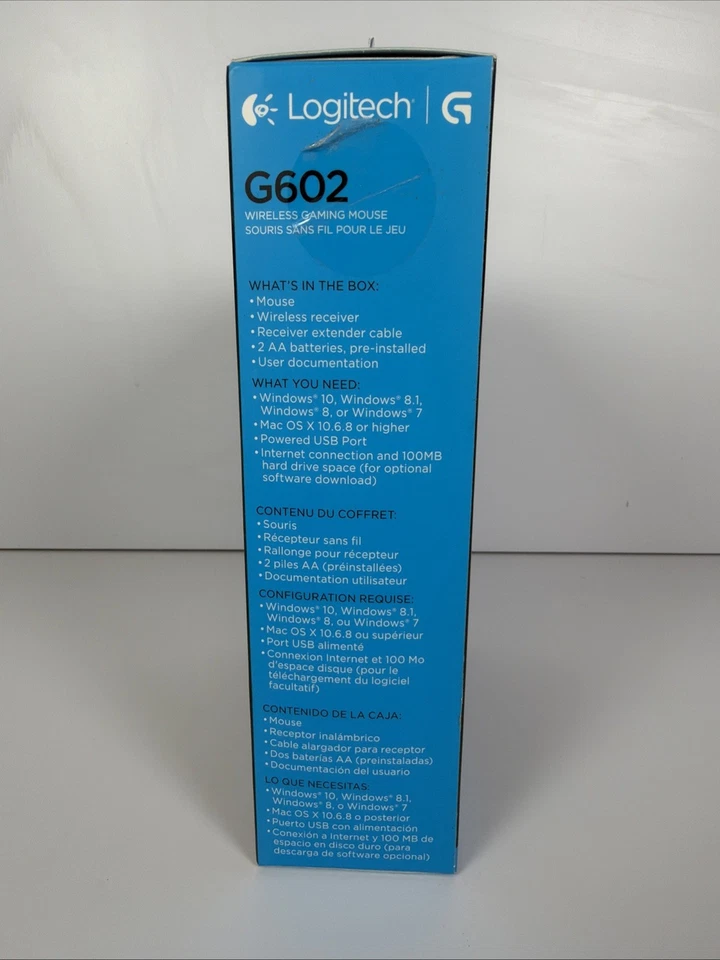 Logitech G
G602
WIRELESS GAMING MOUSE
SOURIS SANS FIL POUR LE JEU
WHAT'S IN THE BOX:
• Mouse
• Wireless receiver
• Receiver extender cable
• 2 AA batteries, pre-installed
• User documentation
WHAT YOU NEED:
• Windows® 10, Windows® 8.1,
Windows® 8, or Windows® 7
• Mac OS X 10.6.8 or higher
• Powered USB Port
• Internet connection and 100MB
hard drive space (for optional
software download)
CONTENU DU COFFRET:
• Souris
• Récepteur sans fil
• Rallonge pour récepteur
• 2 piles AA (préinstallées)
• Documentation utilisateur
CONFIGURATION REQUISE:
• Windows® 10, Windows® 8.1,
Windows® 8, ou Windows® 7
• Mac OS X 10.6.8 ou supérieur
• Port USB alimenté
• Connexion Internet et 100 Mo
d'espace disque (pour le
téléchargement du logiciel
facultatif)
CONTENIDO DE LA CAJA:
• Mouse
• Receptor inalámbrico
• Cable alargador para receptor
• Dos baterías AA (preinstaladas)
• Documentación del usuario
LO QUE NECESITAS:
• Windows® 10, Windows® 8.1,
Windows® 8, o Windows® 7
• Mac OS X 10.6.8 o posterior
• Puerto USB con alimentación
• Conexión a Internet y 100 MB de
espacio en disco duro (para
descarga de software opcional)